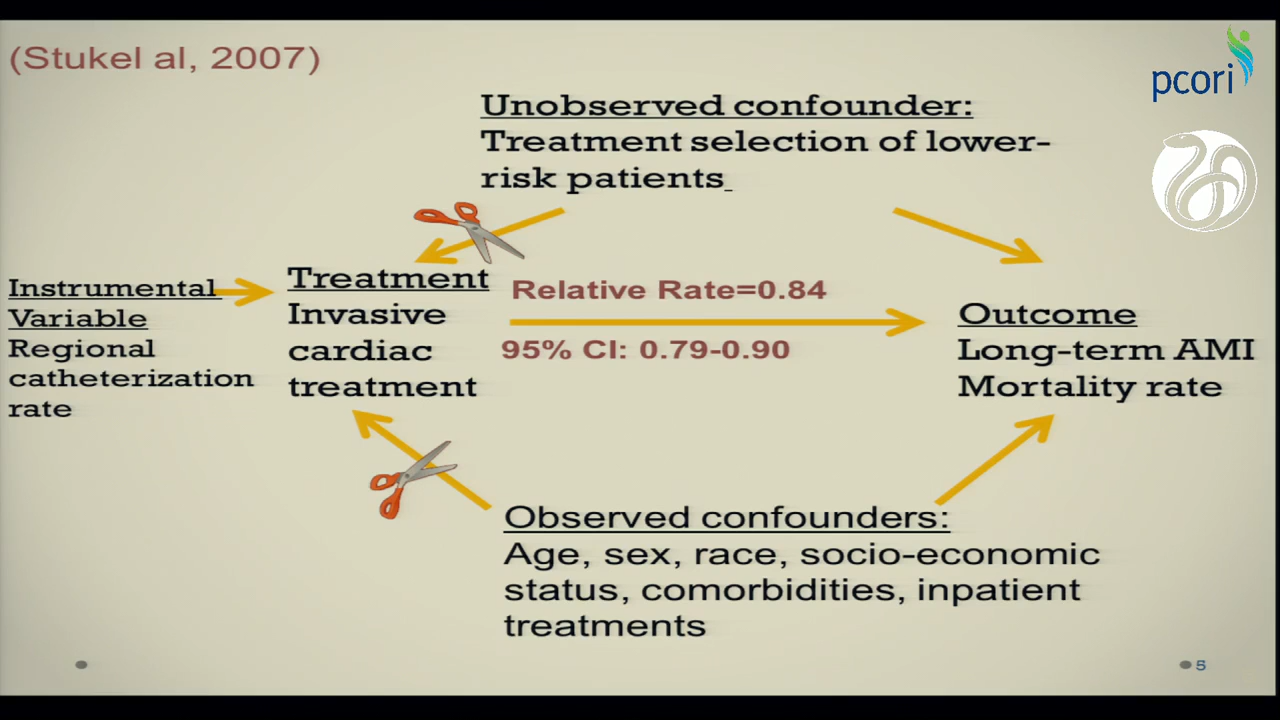 (Stukel al, 2007)
pcori
Unobserved confounder:
Treatment selection of lower-
risk patients
Instrumental
Variable
Regional
catheterization
rate
Treatment
Invasive
cardiac
treatment
Relative Rate=0.84
95% CI: 0.79-0.90
Outcome
Long-term AMI
Mortality rate
Observed confounders:
Age, sex, race, socio-economic
status, comorbidities, inpatient
treatments
5